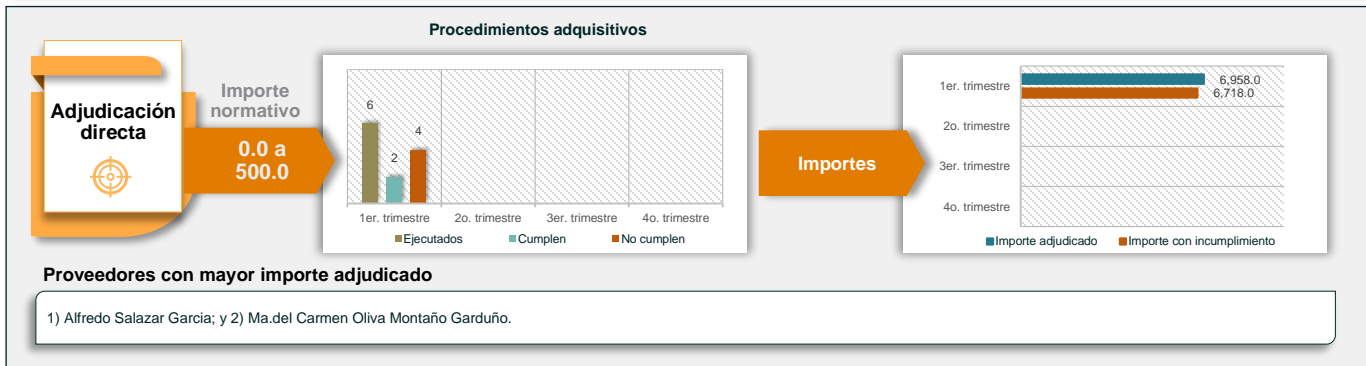 Procedimientos adquisitivos
Adjudicación
directa
Importe
normativo
0.0 a
500.0
6
2
4
1er. trimestre
2o. trimestre
3er. trimestre
4o. trimestre
Ejecutados
Cumplen
No cumplen
Importes
1er. trimestre
2o. trimestre
3er. trimestre
4o. trimestre
6,958.0
6,718.0
Importe adjudicado
Importe con incumplimiento
Proveedores con mayor importe adjudicado
1) Alfredo Salazar Garcia; y 2) Ma.del Carmen Oliva Montaño Garduño.